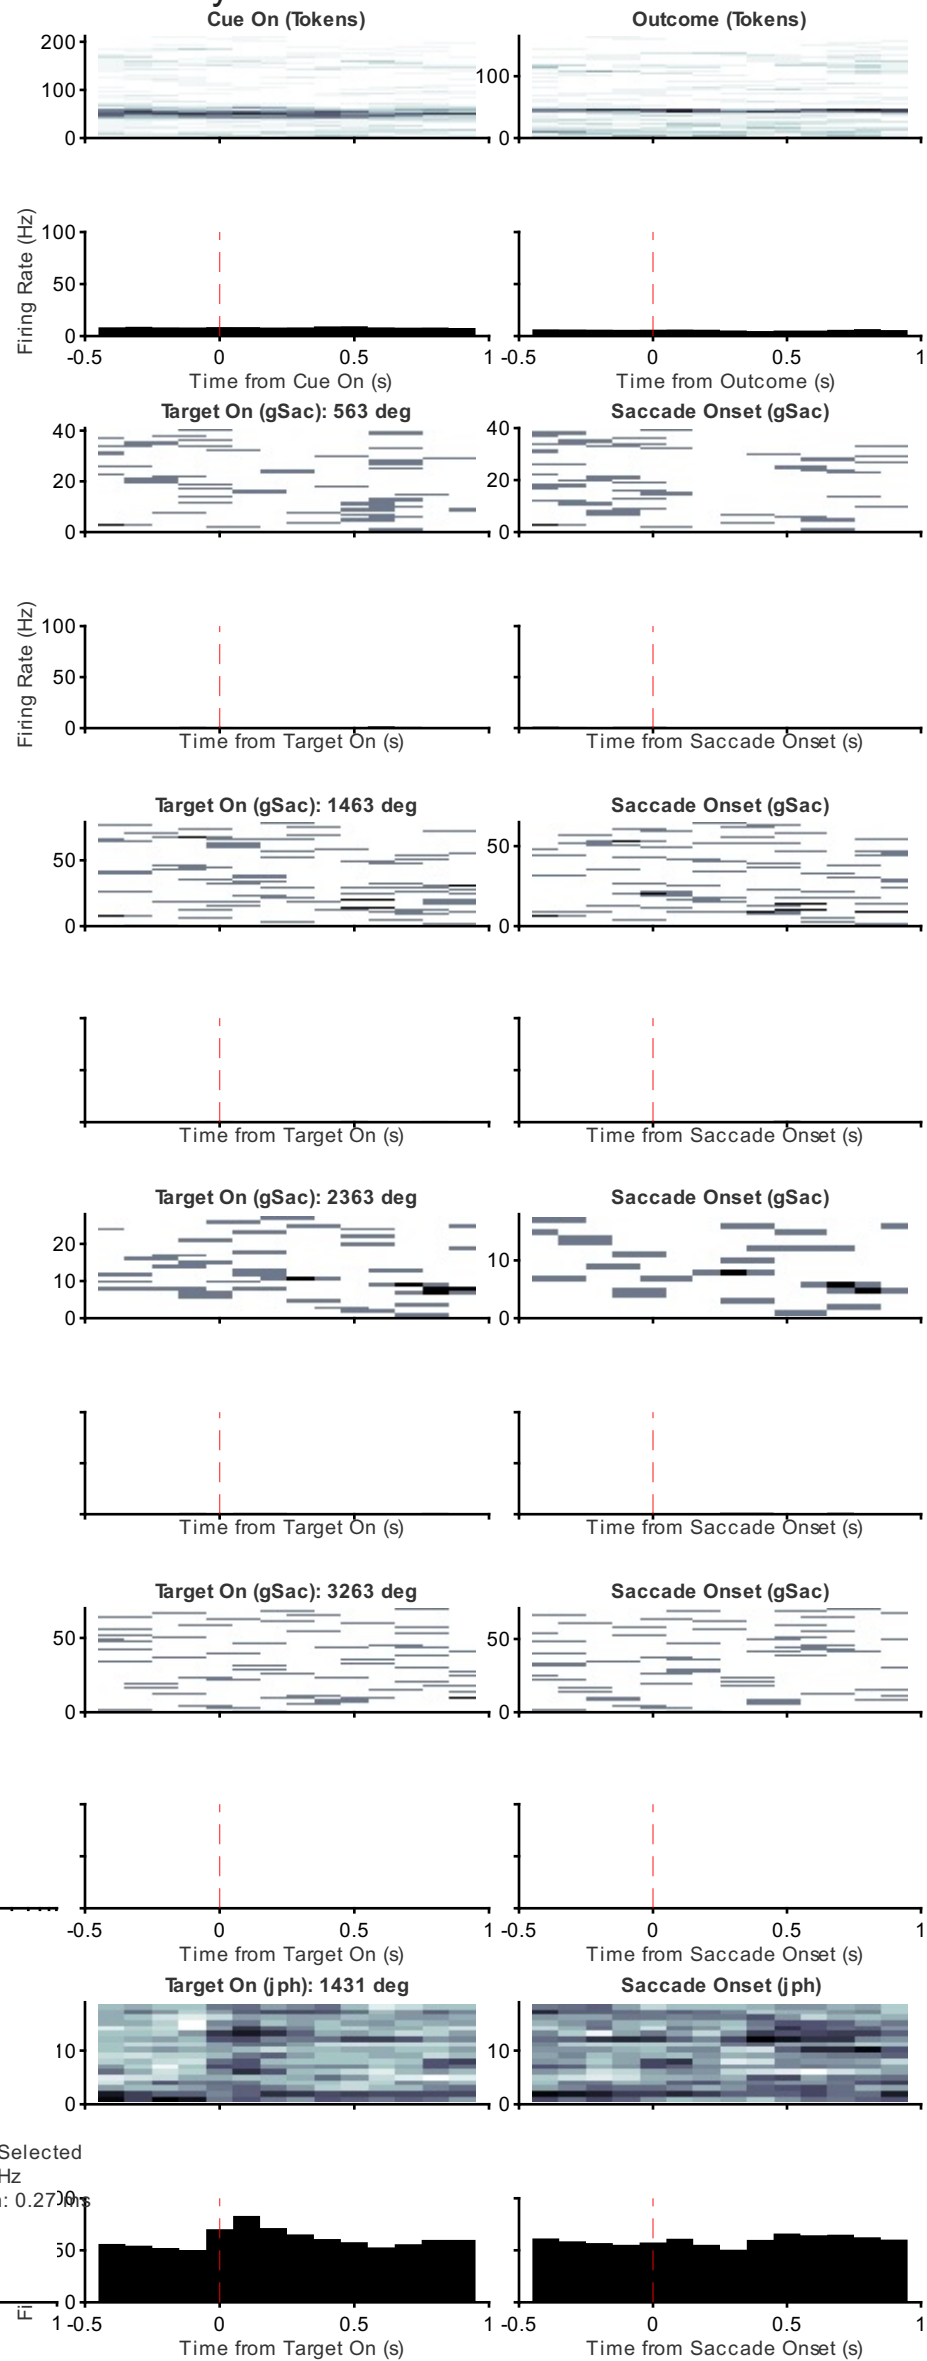 y
Cue On (Tokens) Outcome (Tokens)
200
100
0
100
0
Firing Rate (Hz)
100
50
0
-0.5 0 0.5 1 -0.5 0 0.5 1
Time from Cue On (s) Time from Outcome (s)
Target On (gSac): 563 deg Saccade Onset (gSac)
40
20
0
40
20
0
Firing Rate (Hz)
100
50
0
Time from Target On (s) Time from Saccade Onset (s)
Target On (gSac): 1463 deg Saccade Onset (gSac)
50
0
50
0
Time from Target On (s) Time from Saccade Onset (s)
Target On (gSac): 2363 deg Saccade Onset (gSac)
20
10
0
10
0
Time from Target On (s) Time from Saccade Onset (s)
Target On (gSac): 3263 deg Saccade Onset (gSac)
50
0
50
0
-0.5 0 0.5 1 -0.5 0 0.5 1
Time from Target On (s) Time from Saccade Onset (s)
Target On (jph): 1431 deg Saccade Onset (jph)
10
0
10
0
Selected
Hz
: 0.27 ms
50
0
Fi
1 -0.5 0 0.5 1 -0.5 0 0.5 1
Time from Target On (s) Time from Saccade Onset (s)